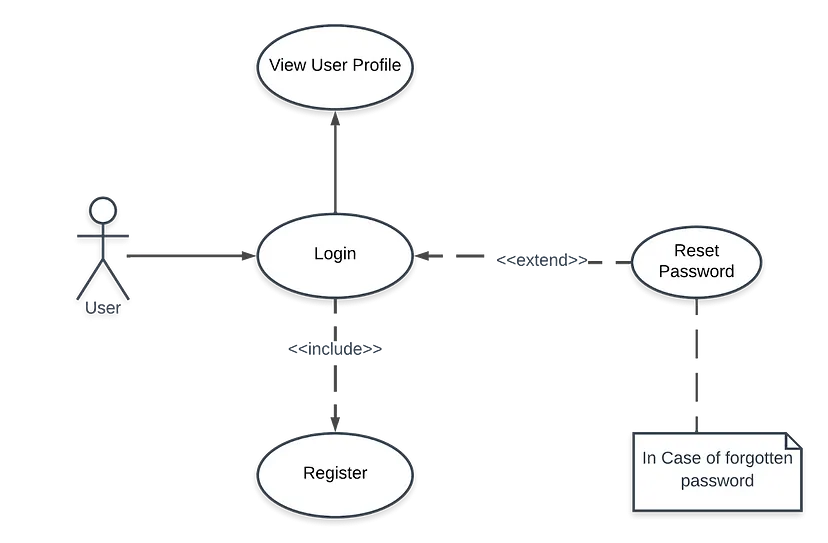 View User Profile
Login
<<extend>>
Reset
Password
User
<<include>>
Register
In Case of forgotten
password